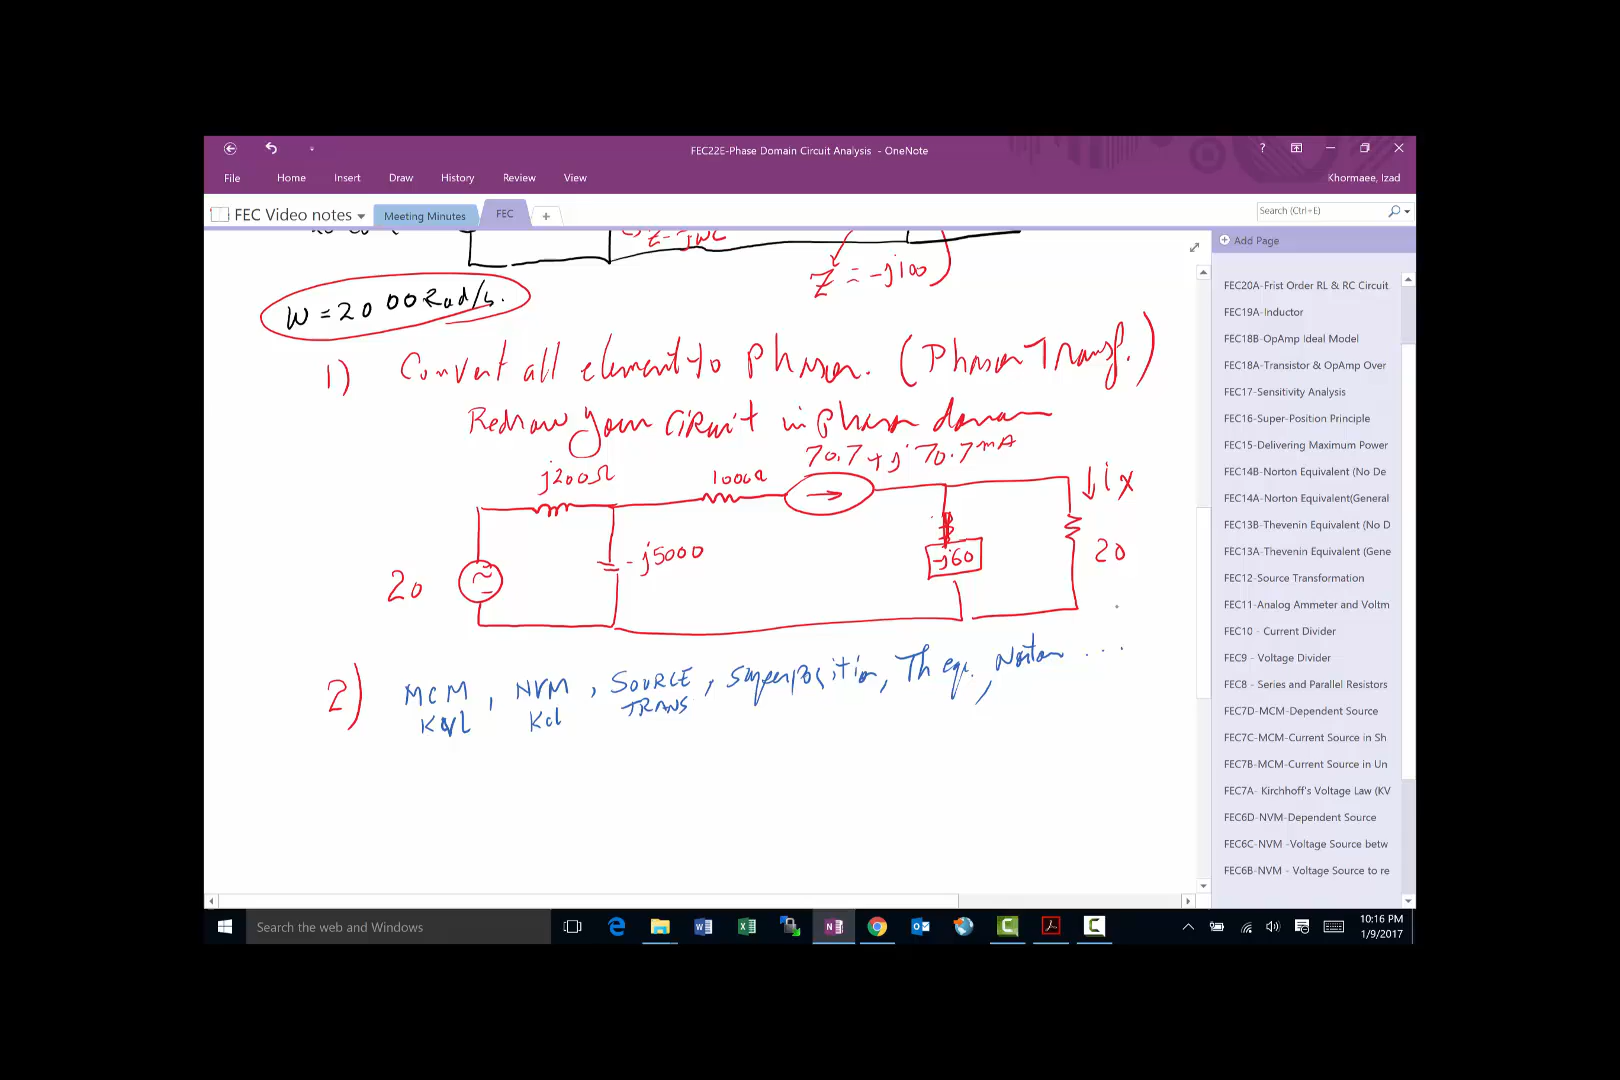 FEC22E-Phase Domain Circuit Analysis - OneNote
?
File Home Insert Draw History Review View
Khormaee, Izad
FEC Video notes Meeting Minutes FEC +
Search (Ctrl+E)
Add Page
Z = -j100
W = 2000 Rad/s.
1) Convert all element to Phasor. (Phasor Transf.)
Redraw your circuit in phasor domain
70.7 + j 70.7 mA
j200Ω
1000Ω
ix
-j5000
-j60
20
20
2) MCM, NVM, SOURCE TRANS, Superposition, Th eqv., Norton ...
KVL Kcl
FEC20A-Frist Order RL & RC Circuit
FEC19A-Inductor
FEC18B-OpAmp Ideal Model
FEC18A-Transistor & OpAmp Over
FEC17-Sensitivity Analysis
FEC16-Super-Position Principle
FEC15-Delivering Maximum Power
FEC14B-Norton Equivalent (No De
FEC14A-Norton Equivalent(General
FEC13B-Thevenin Equivalent (No D
FEC13A-Thevenin Equivalent (Gene
FEC12-Source Transformation
FEC11-Analog Ammeter and Voltm
FEC10 - Current Divider
FEC9 - Voltage Divider
FEC8 - Series and Parallel Resistors
FEC7D-MCM-Dependent Source
FEC7C-MCM-Current Source in Sh
FEC7B-MCM-Current Source in Un
FEC7A- Kirchhoff's Voltage Law (KV
FEC6D-NVM-Dependent Source
FEC6C-NVM -Voltage Source betw
FEC6B-NVM - Voltage Source to re
Search the web and Windows
10:16 PM
1/9/2017